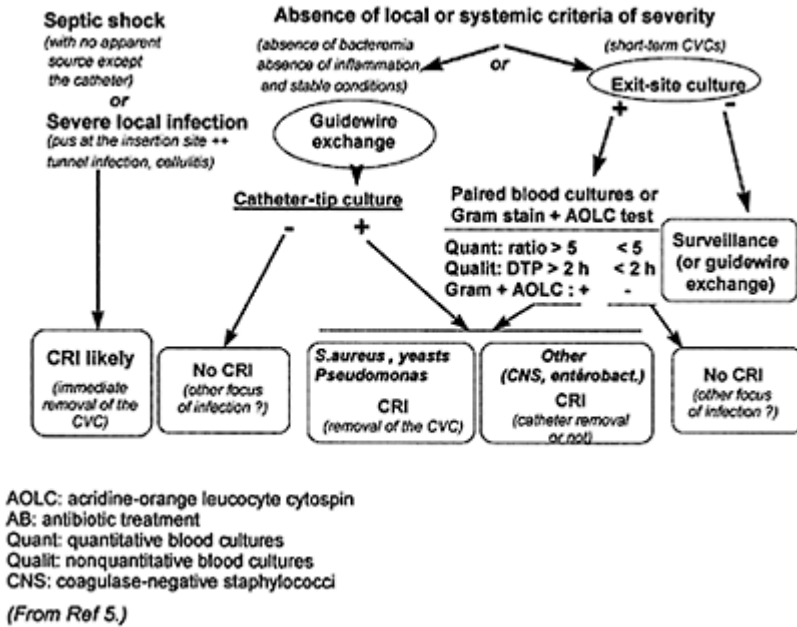 Septic shock
(with no apparent
source except
the catheter)
or
Severe local infection
(pus at the insertion site ++
tunnel infection, cellulitis)
Absence of local or systemic criteria of severity
(absence of bacteremia
absence of inflammation,
and stable conditions)
or
(short-term CVCs)
Exit-site culture
+ -
Guidewire
exchange
Catheter-tip culture
- +
Paired blood cultures or
Gram stain + AOLC test
Quant: ratio > 5 < 5
Qualit: DTP > 2 h < 2 h
Gram + AOLC : + -
Surveillance
(or guidewire
exchange)
CRI likely
(immediate
removal of the
CVC)
No CRI
(other focus
of infection ?)
S.aureus , yeasts
Pseudomonas
CRI
(removal of the CVC)
Other
(CNS, entérobact.)
CRI
(catheter removal
or not)
No CRI
(other focus
of infection ?)
AOLC: acridine-orange leucocyte cytospin
AB: antibiotic treatment
Quant: quantitative blood cultures
Qualit: nonquantitative blood cultures
CNS: coagulase-negative staphylococci
(From Ref 5.)